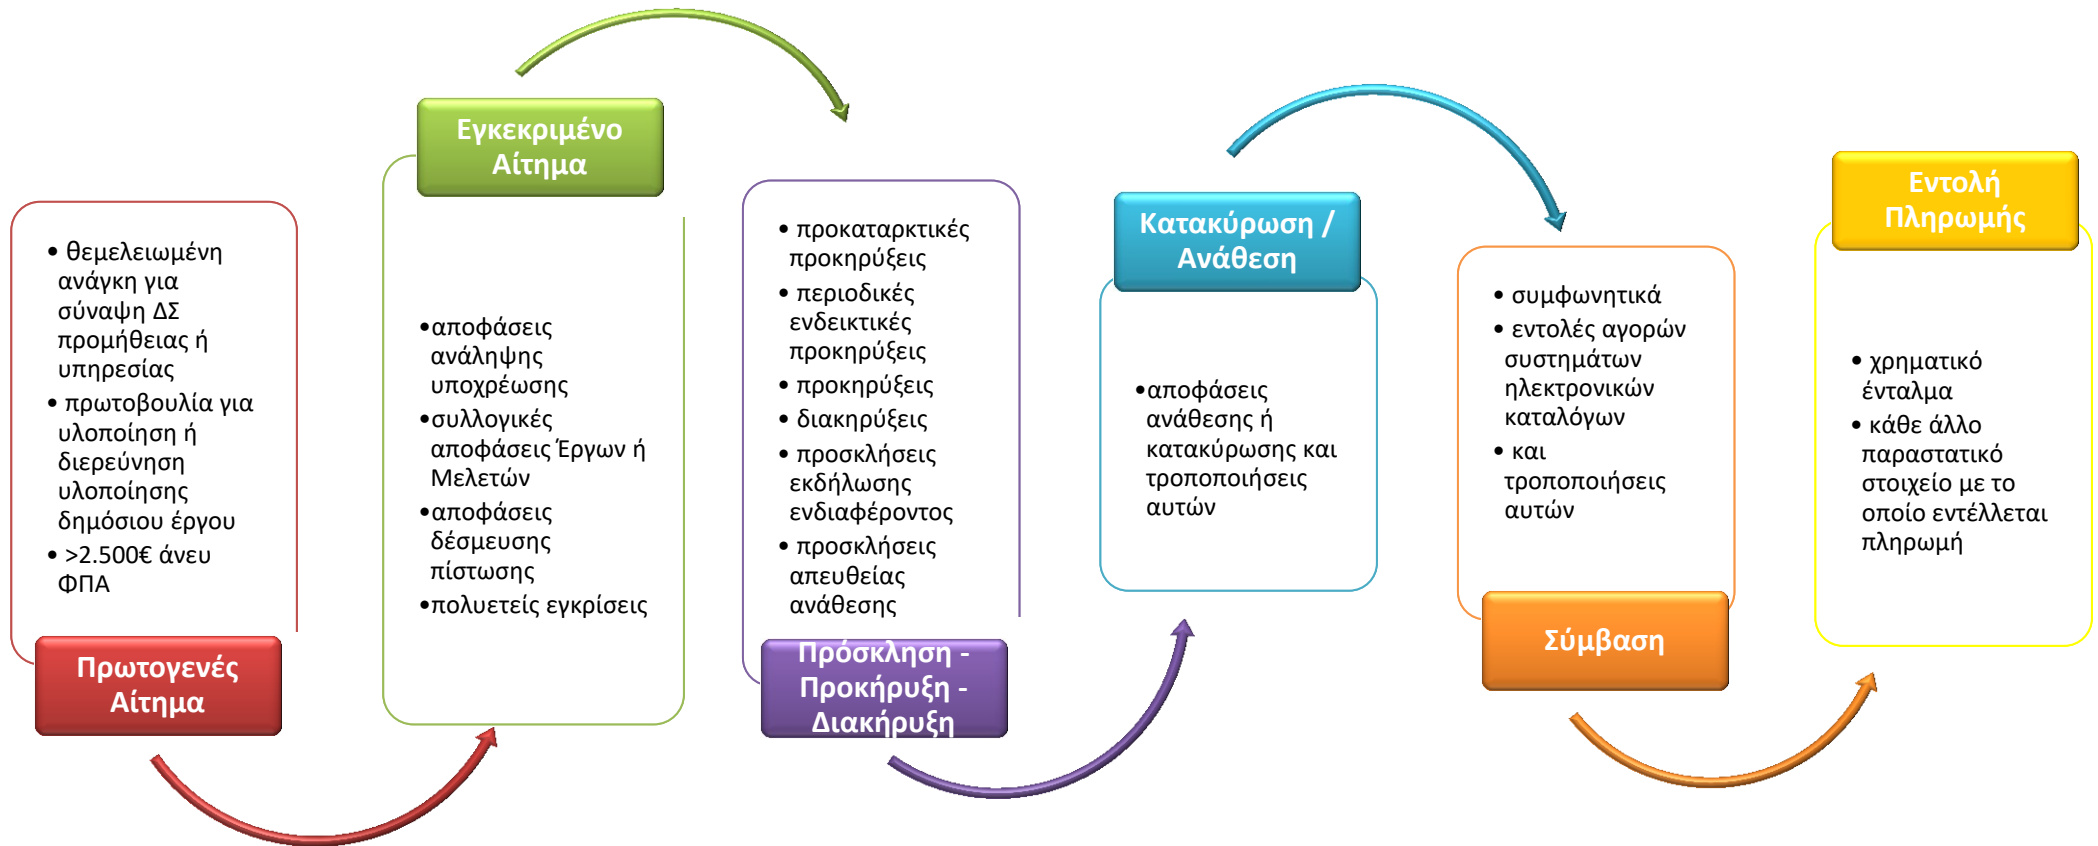 • θεμελειωμένη
ανάγκη για
σύναψη ΔΣ
προμήθειας ή
υπηρεσίας
• πρωτοβουλία για
υλοποίηση ή
διερεύνηση
υλοποίησης
δημόσιου έργου
• >2.500€ άνευ
ΦΠΑ
Πρωτογενές
Αίτημα
Εγκεκριμένο
Αίτημα
•αποφάσεις
ανάληψης
υποχρέωσης
•συλλογικές
αποφάσεις Έργων ή
Μελετών
•αποφάσεις
δέσμευσης
πίστωσης
•πολυετείς εγκρίσεις
• προκαταρκτικές
προκηρύξεις
• περιοδικές
ενδεικτικές
προκηρύξεις
• προκηρύξεις
• διακηρύξεις
• προσκλήσεις
εκδήλωσης
ενδιαφέροντος
• προσκλήσεις
απευθείας
ανάθεσης
Πρόσκληση -
Προκήρυξη -
Διακήρυξη
Κατακύρωση /
Ανάθεση
•αποφάσεις
ανάθεσης ή
κατακύρωσης και
τροποποιήσεις
αυτών
• συμφωνητικά
• εντολές αγορών
συστημάτων
ηλεκτρονικών
καταλόγων
• και
τροποποιήσεις
αυτών
Σύμβαση
Εντολή
Πληρωμής
• χρηματικό
ένταλμα
• κάθε άλλο
παραστατικό
στοιχείο με το
οποίο εντέλλεται
πληρωμή